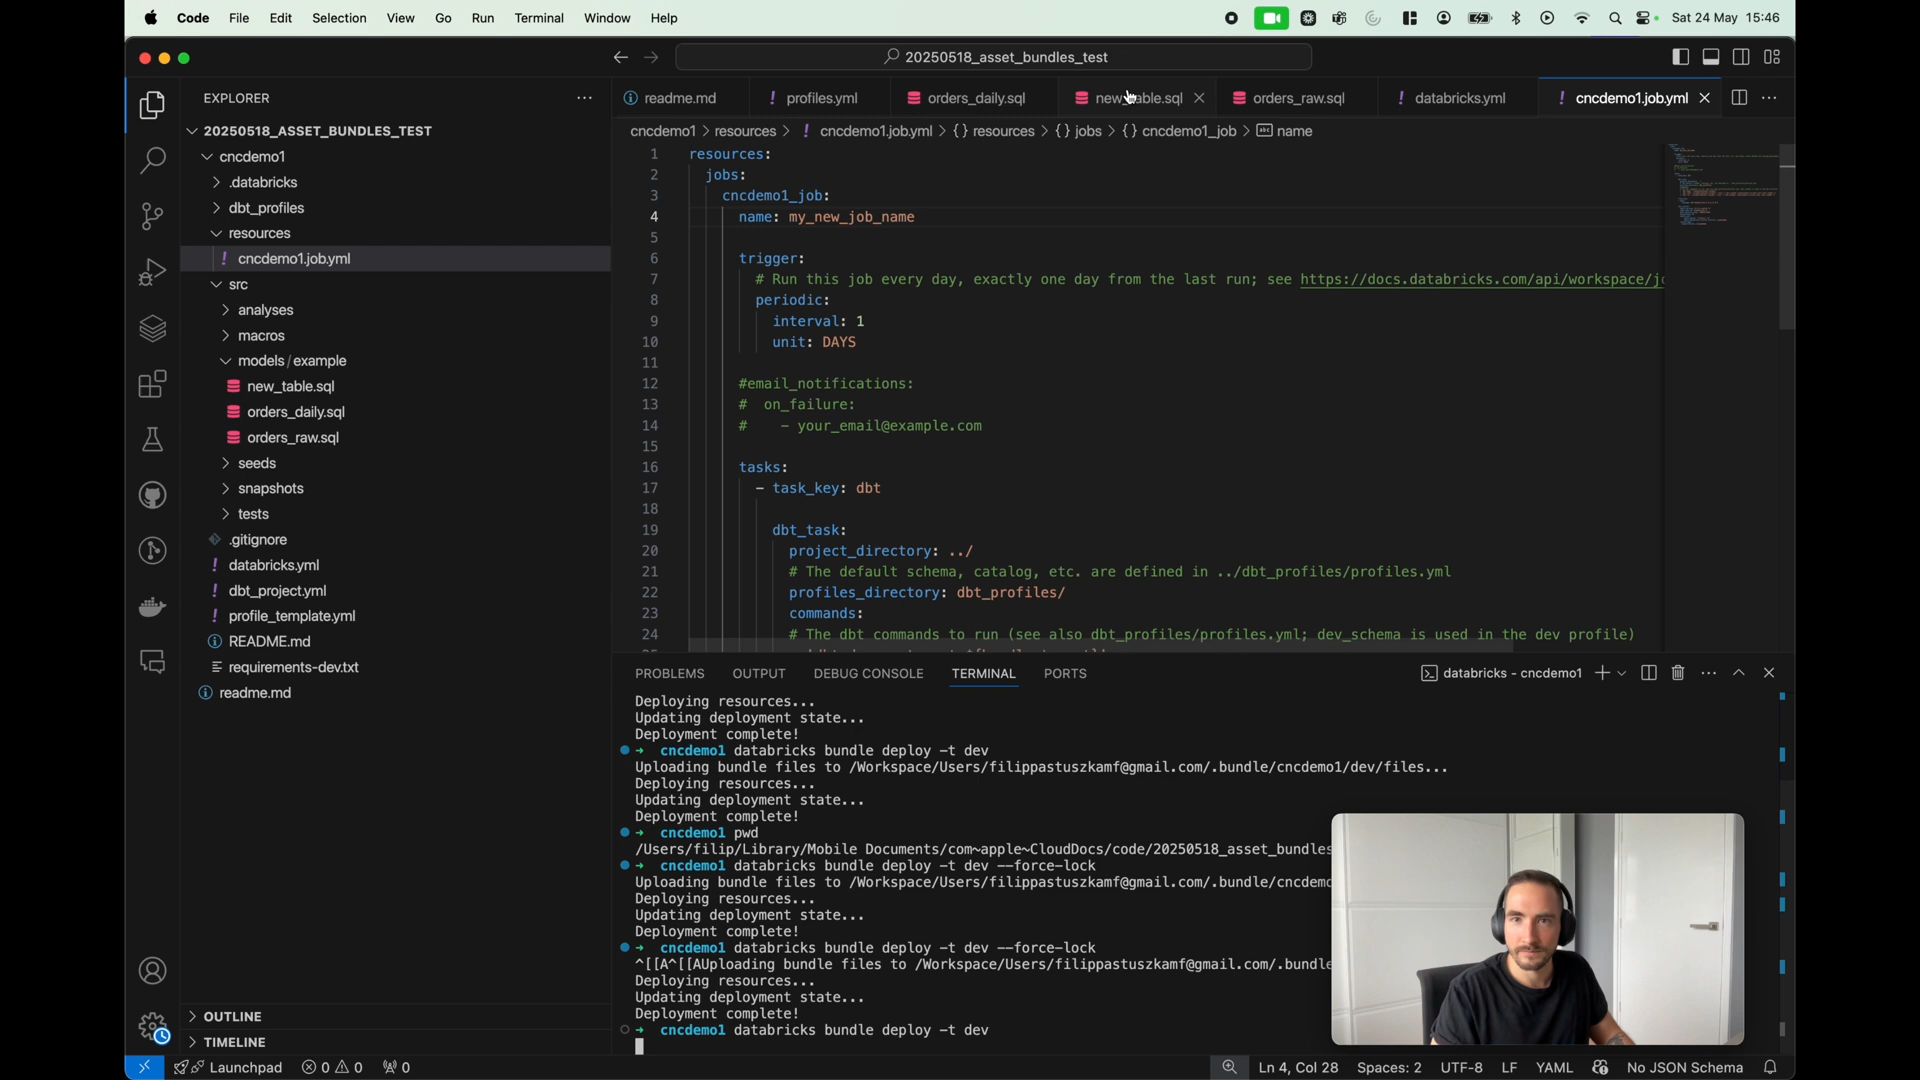 Code File Edit Selection View Go Run Terminal Window Help Sat 24 May 15:46
20250518_asset_bundles_test
EXPLORER
readme.md profiles.yml orders_daily.sql orders_raw.sql databricks.yml cncdemo1.job.yml
20250518_ASSET_BUNDLES_TEST
cncdemo1
.databricks
dbt_profiles
resources
cncdemo1.job.yml
src
analyses
macros
models / example
new_table.sql
orders_daily.sql
orders_raw.sql
seeds
snapshots
tests
.gitignore
databricks.yml
dbt_project.yml
profile_template.yml
README.md
requirements-dev.txt
readme.md
OUTLINE
TIMELINE
cncdemo1 > resources > ! cncdemo1.job.yml > {} resources > {} jobs > {} cncdemo1_job > abc name
1 resources:
2 jobs:
3 cncdemo1_job:
4 name: my_new_job_name
5
6 trigger:
7 # Run this job every day, exactly one day from the last run; see https://docs.databricks.com/api/workspace/jo
8 periodic:
9 interval: 1
10 unit: DAYS
11
12 #email_notifications:
13 # on_failure:
14 # - your_email@example.com
15
16 tasks:
17 - task_key: dbt
18
19 dbt_task:
20 project_directory: ../
21 # The default schema, catalog, etc. are defined in ../dbt_profiles/profiles.yml
22 profiles_directory: dbt_profiles/
23 commands:
24 # The dbt commands to run (see also dbt_profiles/profiles.yml; dev_schema is used in the dev profile)
PROBLEMS OUTPUT DEBUG CONSOLE TERMINAL PORTS databricks - cncdemo1
Deploying resources...
Updating deployment state...
Deployment complete!
➜ cncdemo1 databricks bundle deploy -t dev
Uploading bundle files to /Workspace/Users/filippastuszkamf@gmail.com/.bundle/cncdemo1/dev/files...
Deploying resources...
Updating deployment state...
Deployment complete!
➜ cncdemo1 pwd
/Users/filip/Library/Mobile Documents/com~apple~CloudDocs/code/20250518_asset_bundles
➜ cncdemo1 databricks bundle deploy -t dev --force-lock
Uploading bundle files to /Workspace/Users/filippastuszkamf@gmail.com/.bundle/cncdemo
Deploying resources...
Updating deployment state...
Deployment complete!
➜ cncdemo1 databricks bundle deploy -t dev --force-lock
^[[A^[[AUploading bundle files to /Workspace/Users/filippastuszkamf@gmail.com/.bundle
Deploying resources...
Updating deployment state...
Deployment complete!
➜ cncdemo1 databricks bundle deploy -t dev
Launchpad 0 0 0 Ln 4, Col 28 Spaces: 2 UTF-8 LF YAML No JSON Schema